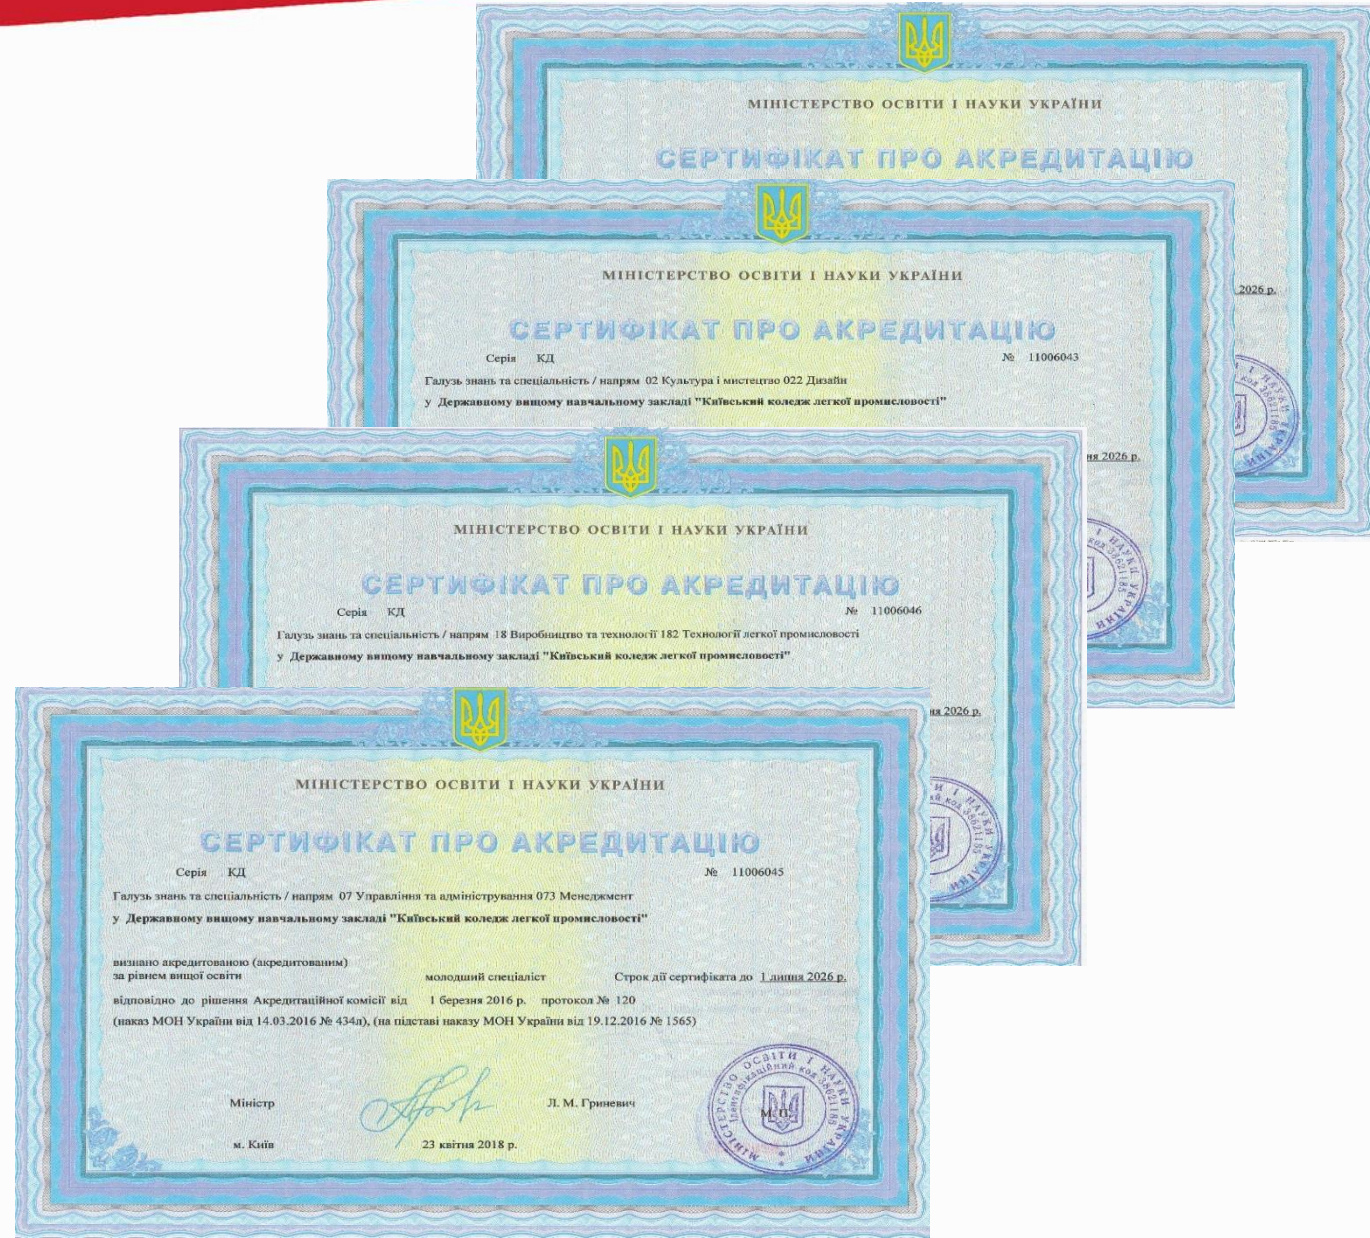 МІНІСТЕРСТВО ОСВІТИ І НАУКИ УКРАЇНИ
СЕРТИФІКАТ ПРО АКРЕДИТАЦІЮ
2026 р.
МІНІСТЕРСТВО ОСВІТИ І НАУКИ УКРАЇНИ
СЕРТИФІКАТ ПРО АКРЕДИТАЦІЮ
Серія КД № 11006043
Галузь знань та спеціальність / напрям 02 Культура і мистецтво 022 Дизайн
у Державному вищому навчальному закладі "Київський коледж легкої промисловості"
2026 р.
МІНІСТЕРСТВО ОСВІТИ І НАУКИ УКРАЇНИ
СЕРТИФІКАТ ПРО АКРЕДИТАЦІЮ
Серія КД № 11006046
Галузь знань та спеціальність / напрям 18 Виробництво та технології 182 Технології легкої промисловості
у Державному вищому навчальному закладі "Київський коледж легкої промисловості"
2026 р.
МІНІСТЕРСТВО ОСВІТИ І НАУКИ УКРАЇНИ
СЕРТИФІКАТ ПРО АКРЕДИТАЦІЮ
Серія КД № 11006045
Галузь знань та спеціальність / напрям 07 Управління та адміністрування 073 Менеджмент
у Державному вищому навчальному закладі "Київський коледж легкої промисловості"
визнано акредитованою (акредитованим)
за рівнем вищої освіти молодший спеціаліст Строк дії сертифіката до 1 липня 2026 р.
відповідно до рішення Акредитаційної комісії від 1 березня 2016 р. протокол № 120
(наказ МОН України від 14.03.2016 № 434л), (на підставі наказу МОН України від 19.12.2016 № 1565)
Міністр Л. М. Гриневич
м. Київ 23 квітня 2018 р.
М.П.
МІНІСТЕРСТВО ОСВІТИ І НАУКИ УКРАЇНИ
Ідентифікаційний код 38621185